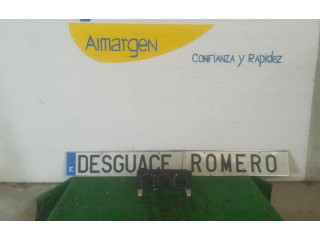 Almargen
CONFIANZA y RAPIDEZ
DESGUACE ROMERO